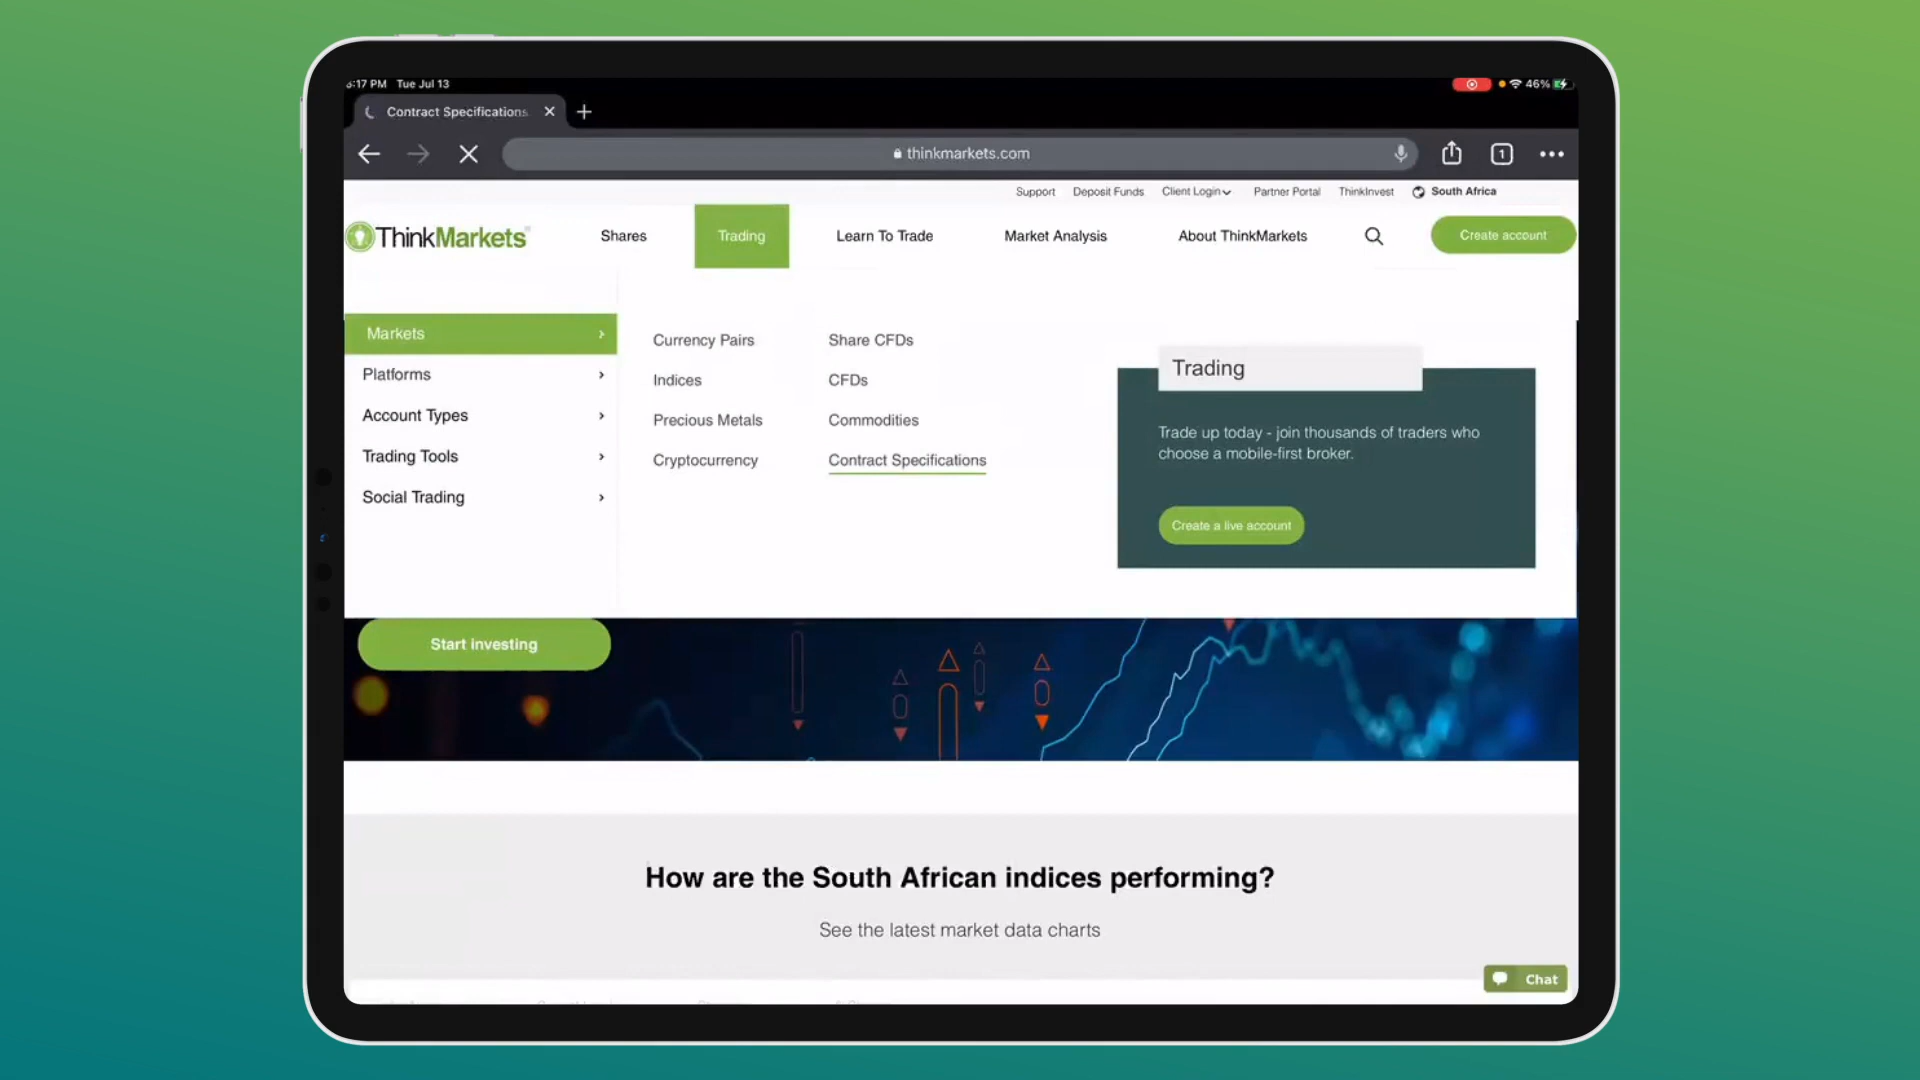 :17 PM Tue Jul 13
46%
Contract Specifications
thinkmarkets.com
1
Support Deposit Funds Client Login Partner Portal ThinkInvest South Africa
ThinkMarkets Shares Trading Learn To Trade Market Analysis About ThinkMarkets Create account
Markets
Platforms
Account Types
Trading Tools
Social Trading
Currency Pairs
Indices
Precious Metals
Cryptocurrency
Share CFDs
CFDs
Commodities
Contract Specifications
Trading
Trade up today - join thousands of traders who
choose a mobile-first broker.
Create a live account
Start investing
How are the South African indices performing?
See the latest market data charts
Chat